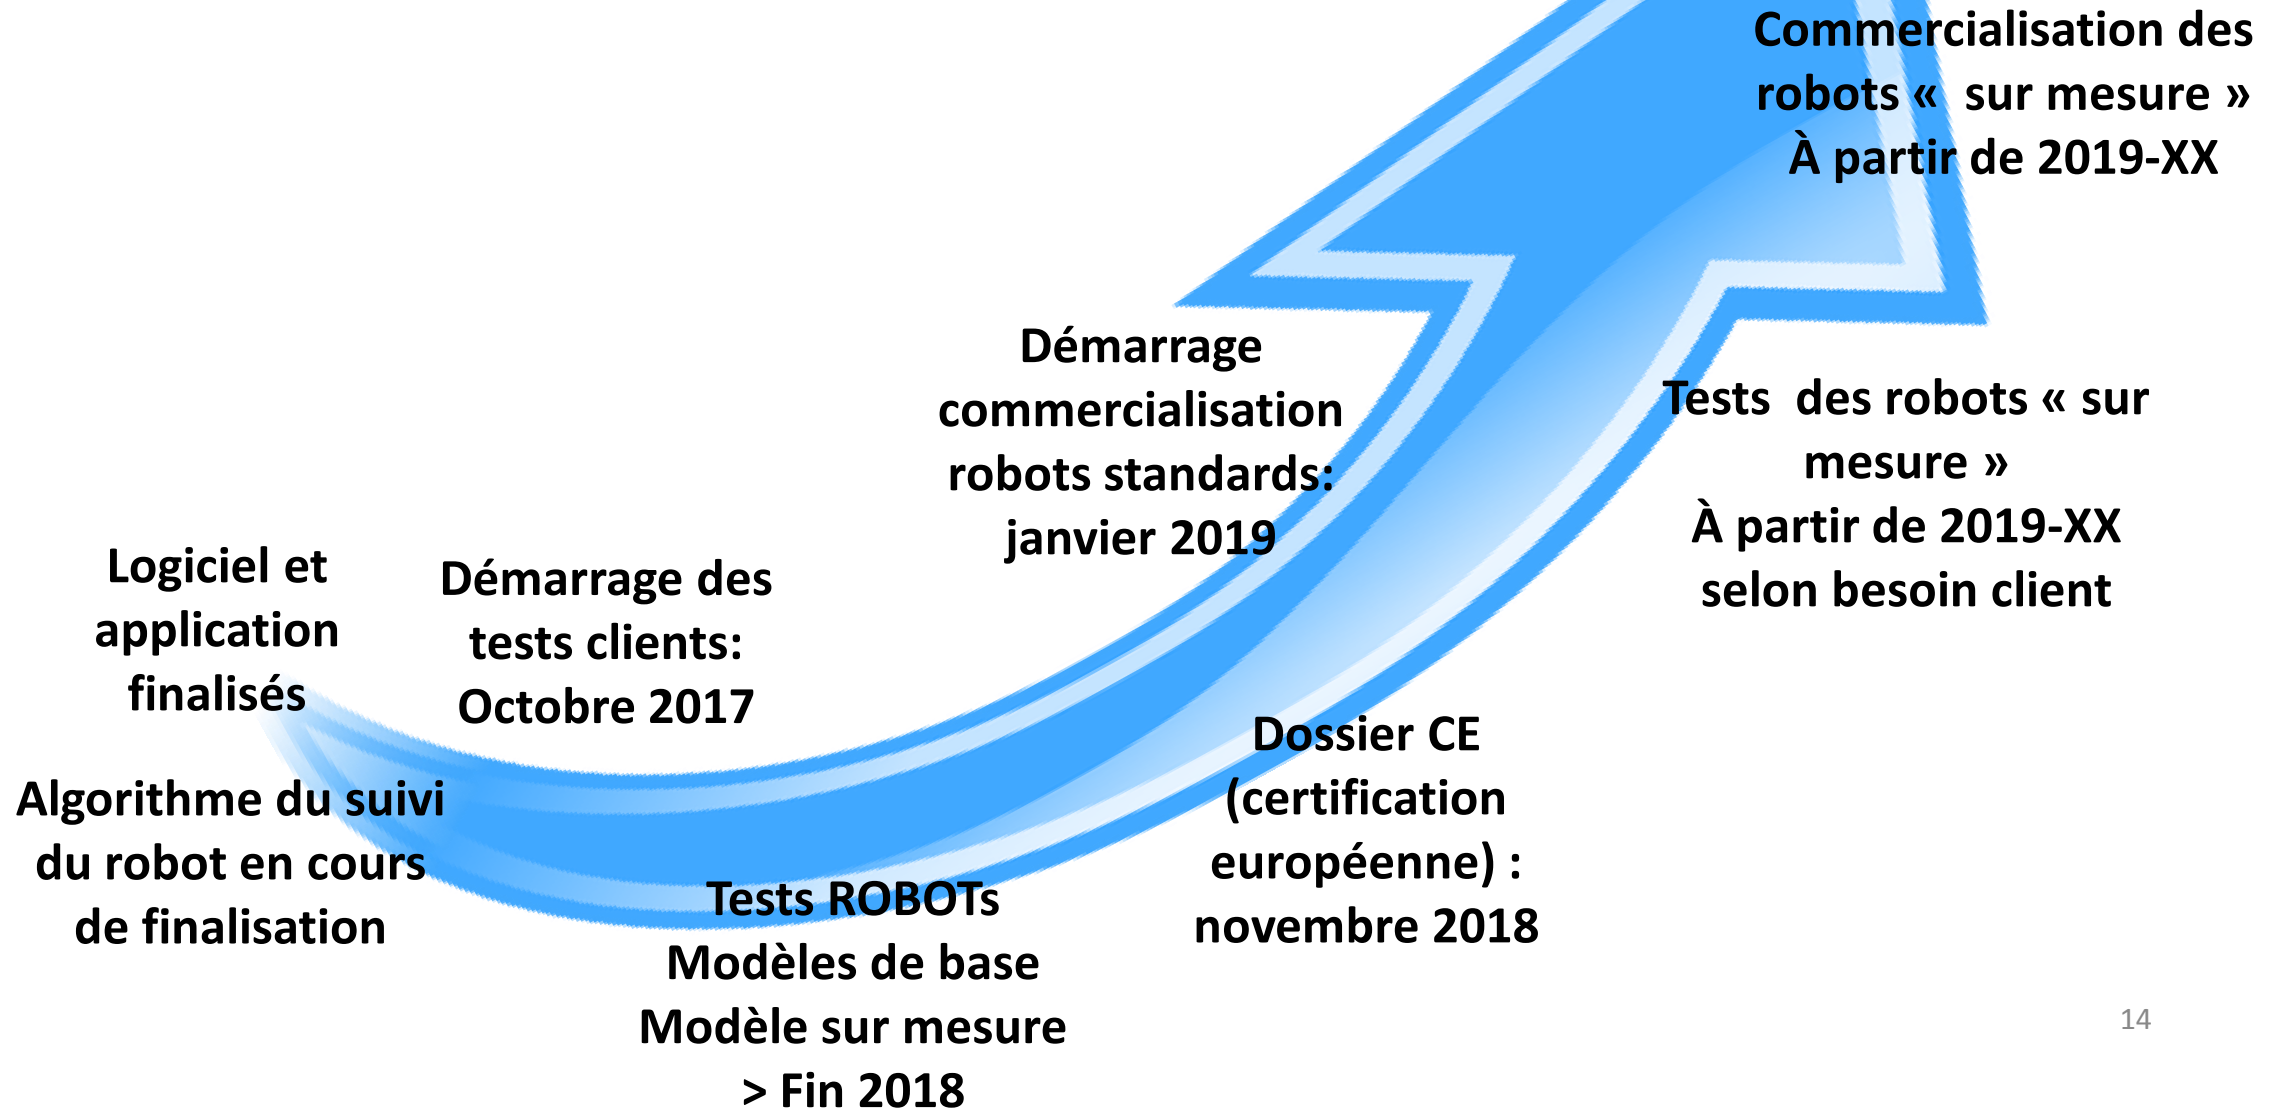 Commercialisation des
robots «  sur mesure »
À partir de 2019-XX
Démarrage
commercialisation
robots standards:
janvier 2019
Tests  des robots « sur
mesure »
À partir de 2019-XX
selon besoin client
Logiciel et
application
finalisés
Démarrage des
tests clients:
Octobre 2017
Algorithme du suivi
du robot en cours
de finalisation
Dossier CE
(certification
européenne) :
novembre 2018
Tests ROBOTs
Modèles de base
Modèle sur mesure
> Fin 2018
14